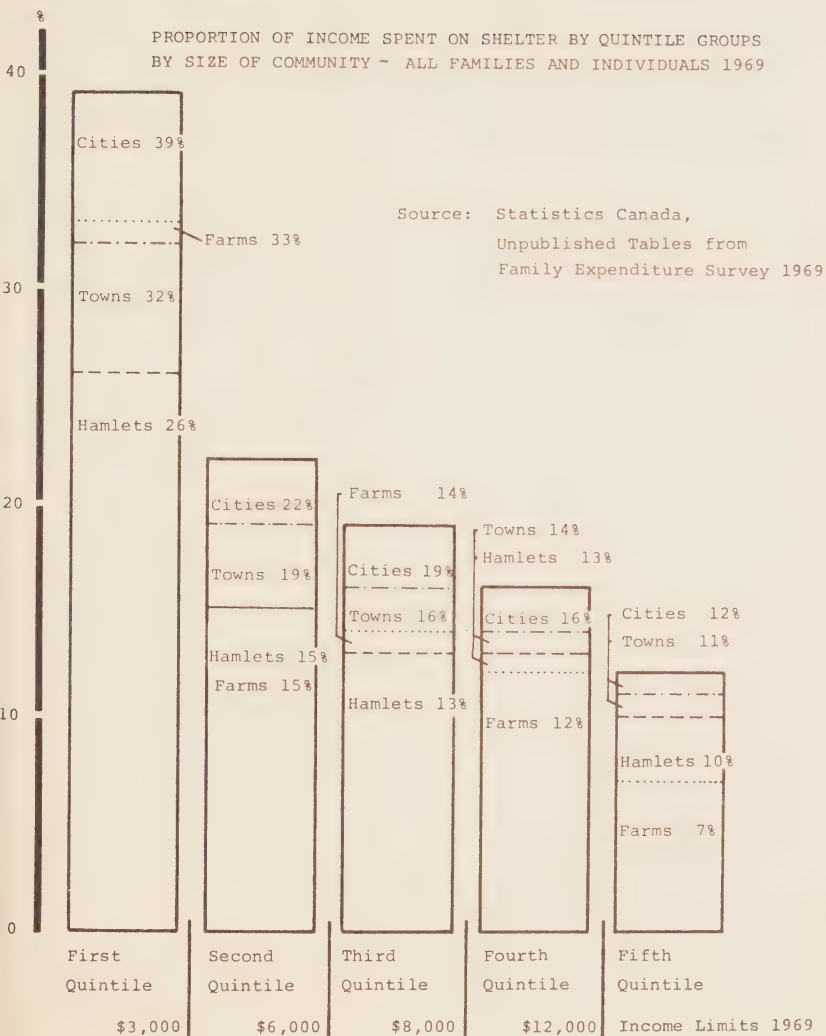 %
PROPORTION OF INCOME SPENT ON SHELTER BY QUINTILE GROUPS
BY SIZE OF COMMUNITY - ALL FAMILIES AND INDIVIDUALS 1969
40
30
20
10
0
Source: Statistics Canada,
Unpublished Tables from
Family Expenditure Survey 1969
Cities 39%
Farms 33%
Towns 32%
Hamlets 26%
Cities 22%
Towns 19%
Hamlets 15%
Farms 15%
Farms 14%
Cities 19%
Towns 16%
Hamlets 13%
Towns 14%
Hamlets 13%
Cities 16%
Farms 12%
Cities 12%
Towns 11%
Hamlets 10%
Farms 7%
First
Quintile
$3,000
Second
Quintile
$6,000
Third
Quintile
$8,000
Fourth
Quintile
$12,000
Fifth
Quintile
Income Limits 1969